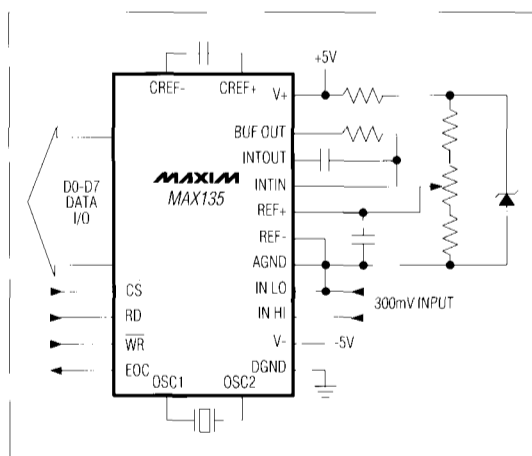 +5V
CREF- CREF+
V+
BUF OUT
INTOUT
MAXIM
MAX135
INTIN
REF+
REF-
AGND
IN LO
IN HI
V-
DGND
D0-D7
DATA
I/O
CS
RD
WR
EOC
OSC1 OSC2
300mV INPUT
-5V